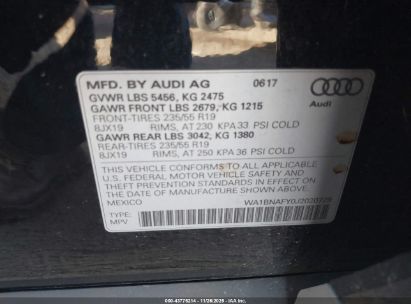 MFD. BY AUDI AG 06 17
GVWR LBS 5456, KG 2475
GAWR FRONT LBS 2679, KG 1215
FRONT-TIRES 235/55 R19
8JX19 RIMS, AT 230 KPA 33 PSI COLD
GAWR REAR LBS 3042, KG 1380
REAR-TIRES 235/55 R19
8JX19 RIMS, AT 250 KPA 36 PSI COLD
THIS VEHICLE CONFORMS TO ALL APPLICABLE
U.S. FEDERAL MOTOR VEHICLE SAFETY AND
THEFT PREVENTION STANDARDS IN EFFECT ON
THE DATE OF MANUFACTURE SHOWN ABOVE.
MEXICO
TYPE:
Audi